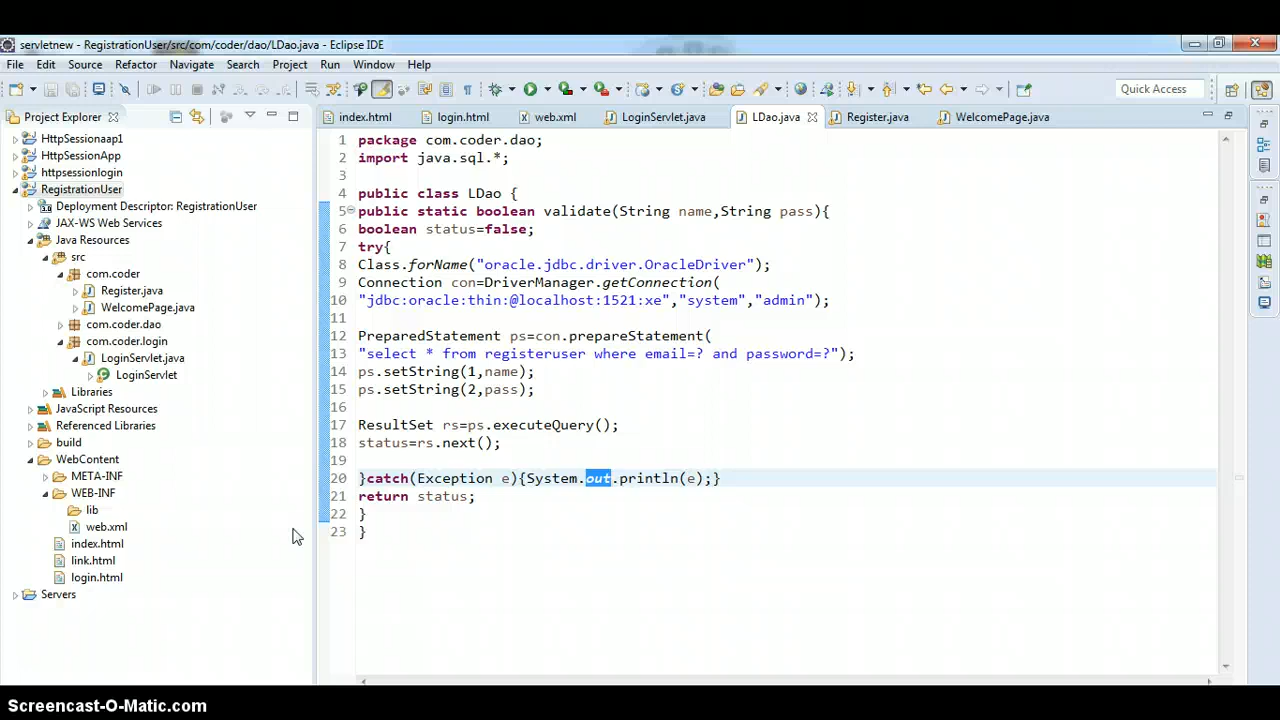 servletnew - RegistrationUser/src/com/coder/dao/LDao.java - Eclipse IDE
File Edit Source Refactor Navigate Search Project Run Window Help
Quick Access
Project Explorer
HttpSessionaap1
HttpSessionApp
httpsessionlogin
RegistrationUser
Deployment Descriptor: RegistrationUser
JAX-WS Web Services
Java Resources
src
com.coder
Register.java
WelcomePage.java
com.coder.dao
com.coder.login
LoginServlet.java
LoginServlet
Libraries
JavaScript Resources
Referenced Libraries
build
WebContent
META-INF
WEB-INF
lib
web.xml
index.html
link.html
login.html
Servers
index.html login.html web.xml LoginServlet.java LDao.java Register.java WelcomePage.java
1 package com.coder.dao;
2 import java.sql.*;
3
4 public class LDao {
5 public static boolean validate(String name,String pass){
6 boolean status=false;
7 try{
8 Class.forName("oracle.jdbc.driver.OracleDriver");
9 Connection con=DriverManager.getConnection(
10 "jdbc:oracle:thin:@localhost:1521:xe","system","admin");
11
12 PreparedStatement ps=con.prepareStatement(
13 "select * from registeruser where email=? and password=?");
14 ps.setString(1,name);
15 ps.setString(2,pass);
16
17 ResultSet rs=ps.executeQuery();
18 status=rs.next();
19
20 }catch(Exception e){System.out.println(e);}
21 return status;
22 }
23 }
Screencast-O-Matic.com